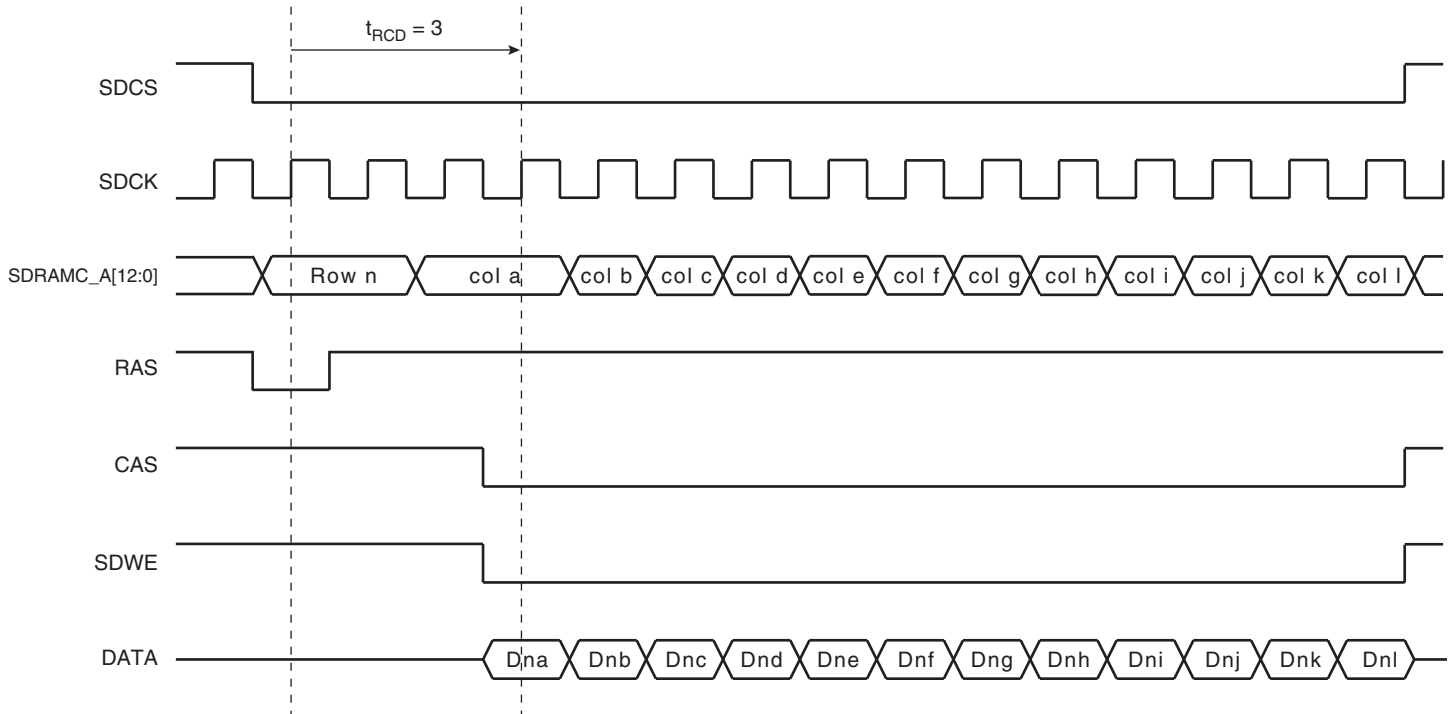 t_RCD = 3
SDCS
SDCK
SDRAMC_A[12:0]
Row n col a col b col c col d col e col f col g col h col i col j col k col l
RAS
CAS
SDWE
DATA
Dna Dnb Dnc Dnd Dne Dnf Dng Dnh Dni Dnj Dnk Dnl